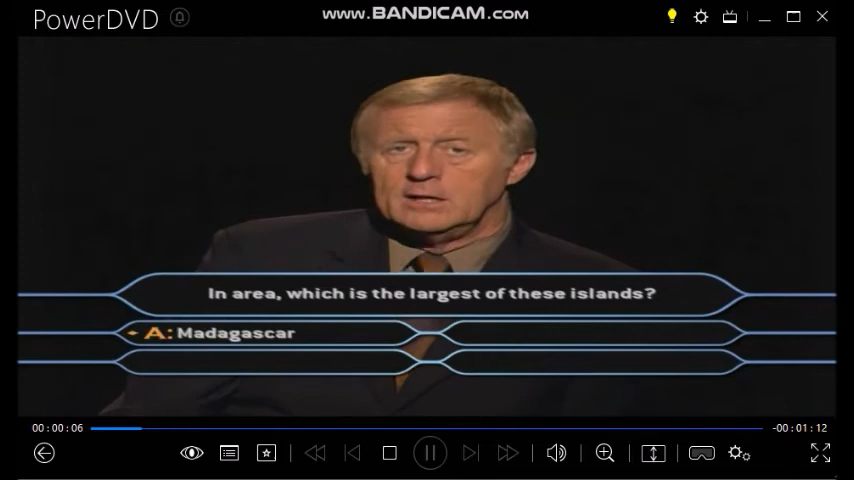 PowerDVD
www.BANDICAM.com
In area, which is the largest of these islands?
A: Madagascar
00:00:06
-00:01:12